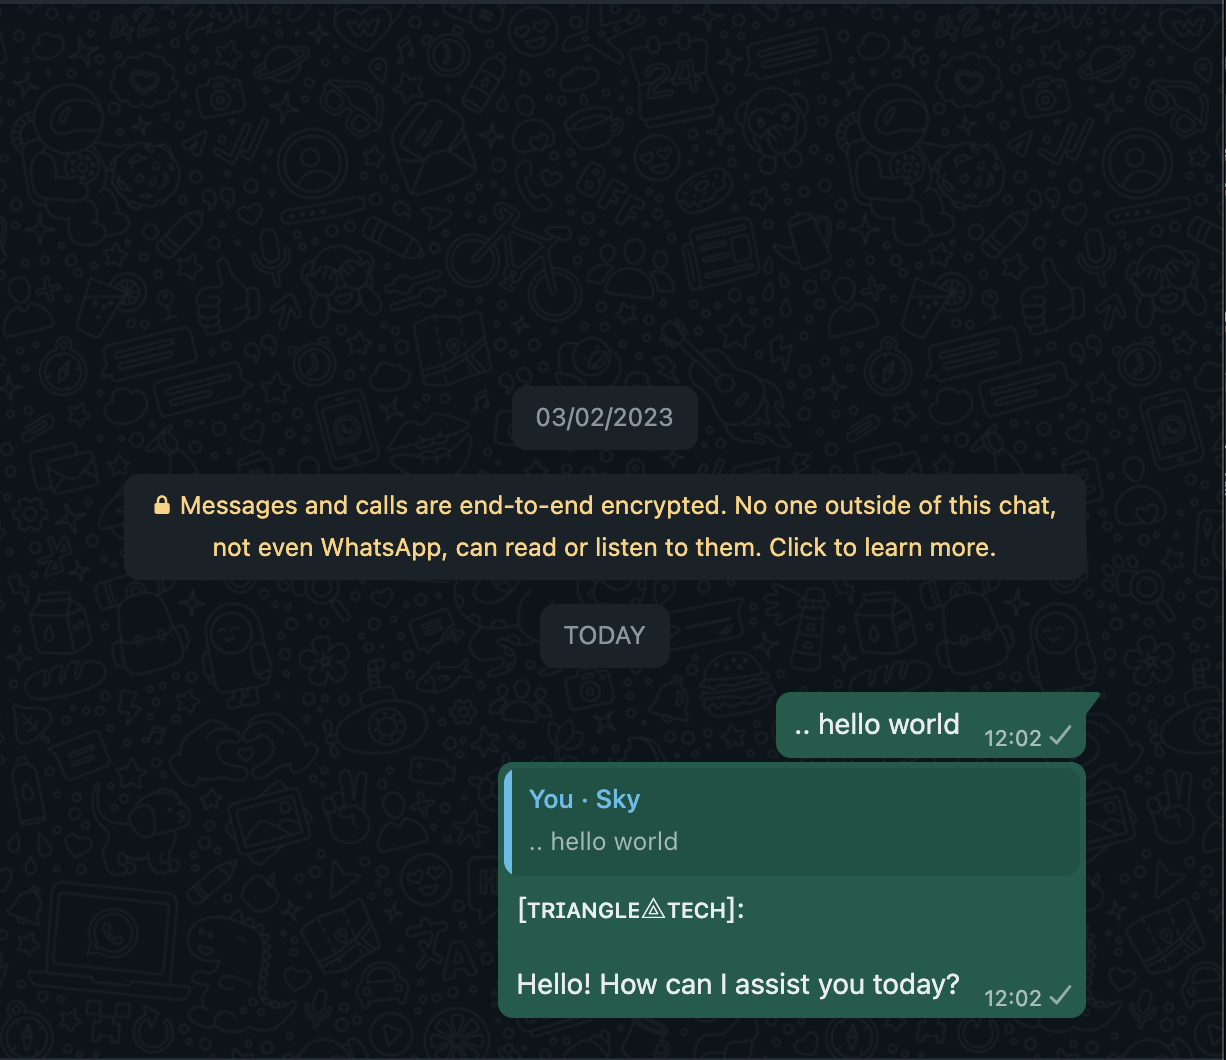 03/02/2023
🔒 Messages and calls are end-to-end encrypted. No one outside of this chat,
not even WhatsApp, can read or listen to them. Click to learn more.
TODAY
.. hello world
12:02
You · Sky
.. hello world
[ᴛʀɪᴀɴɢʟᴇ⟁ᴛᴇᴄʜ]:
Hello! How can I assist you today?
12:02